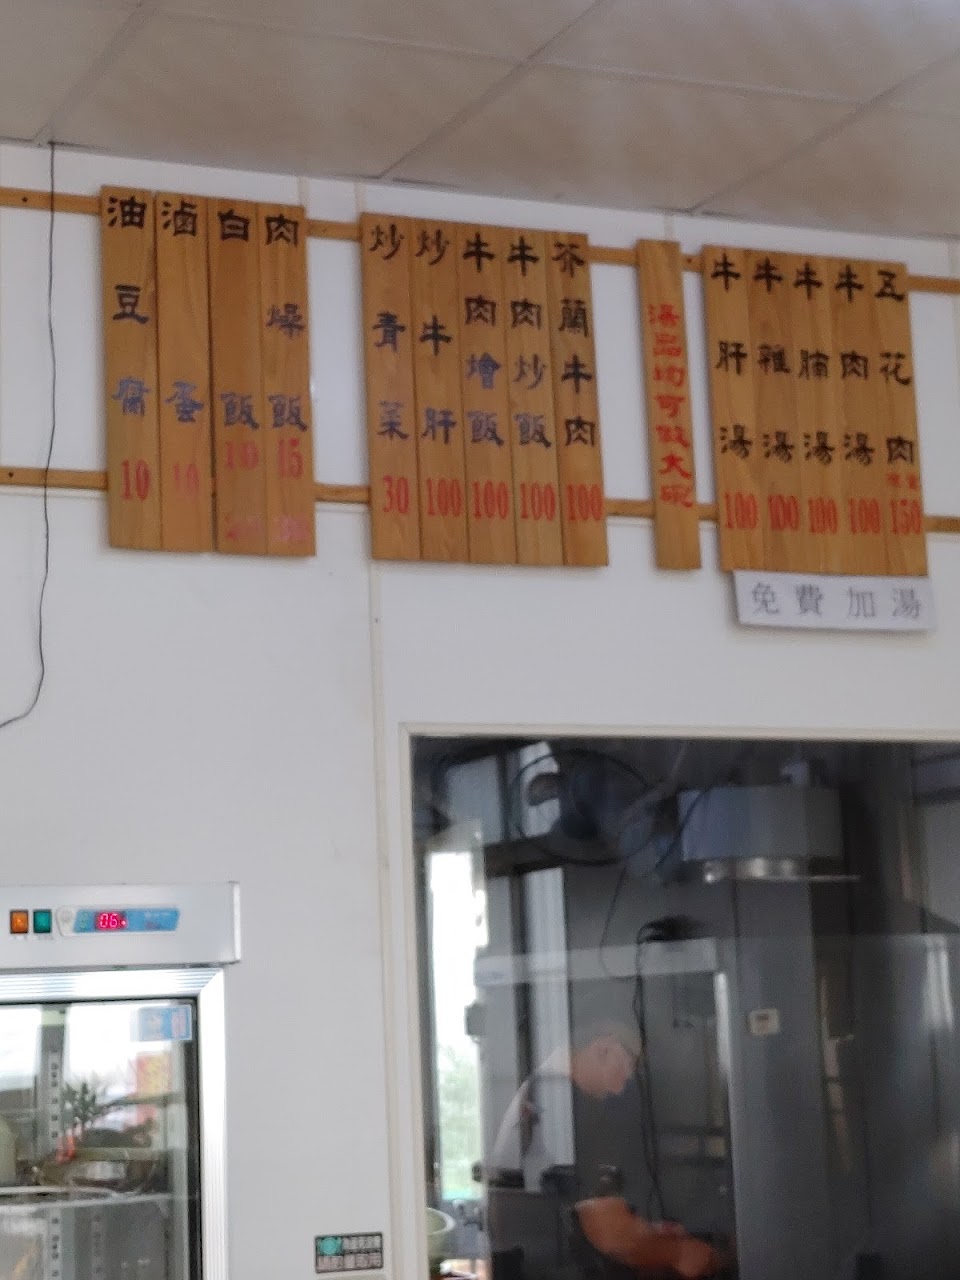 五花肉 150
牛肉湯 100
牛腩湯 100
牛雜湯 100
牛肝湯 100
湯品均可做大碗
芥蘭牛肉 100
牛肉炒飯 100
牛肉燴飯 100
炒牛肝 100
炒青菜 30
肉燥飯 15
白飯 10
滷蛋 10
油豆腐 10
免費加湯